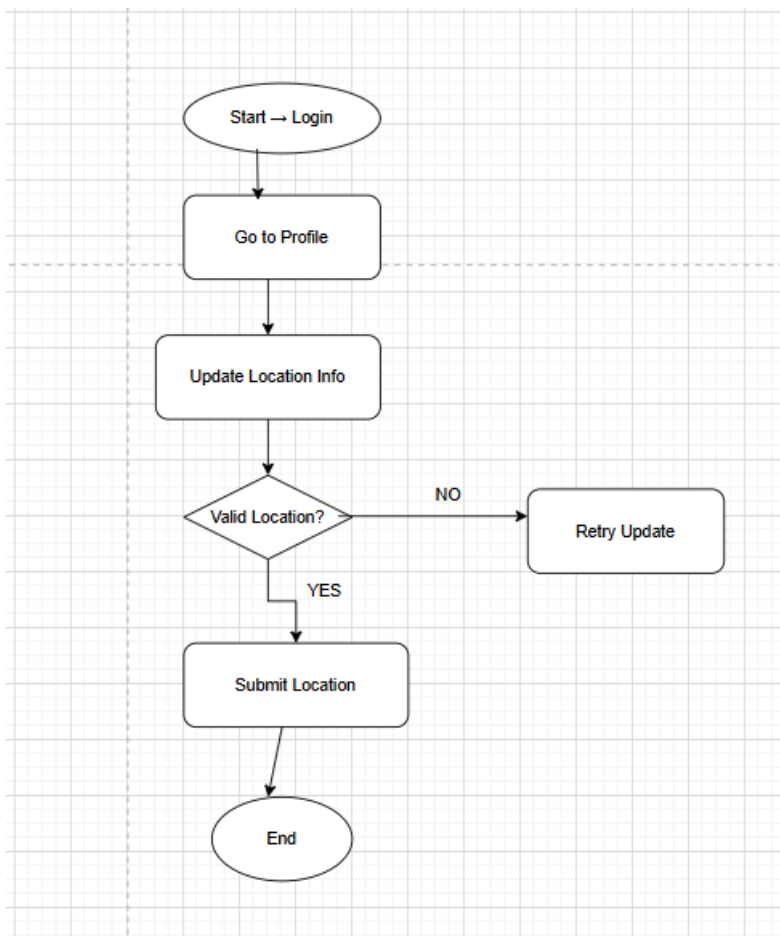 Start → Login
Go to Profile
Update Location Info
Valid Location?
NO
Retry Update
YES
Submit Location
End